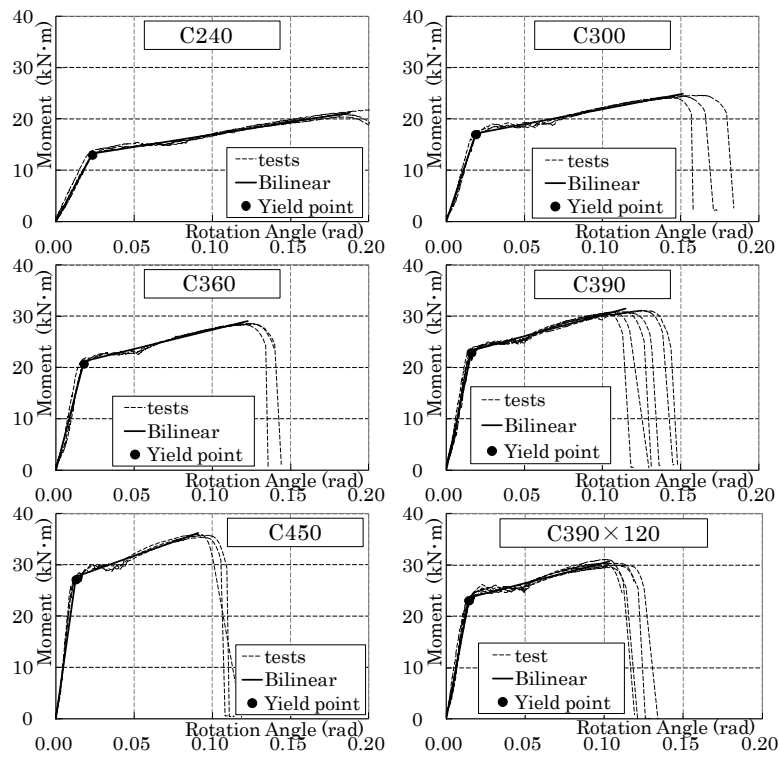 C240
Moment (kN・m)
40
30
20
10
0
tests
Bilinear
Yield point
Rotation Angle (rad)
0.00 0.05 0.10 0.15 0.20
C300
Moment (kN・m)
40
30
20
10
0
tests
Bilinear
Yield point
Rotation Angle (rad)
0.00 0.05 0.10 0.15 0.20
C360
Moment (kN・m)
40
30
20
10
0
tests
Bilinear
Yield point
Rotation Angle (rad)
0.00 0.05 0.10 0.15 0.20
C390
Moment (kN・m)
40
30
20
10
0
tests
Bilinear
Yield point
Rotation Angle (rad)
0.00 0.05 0.10 0.15 0.20
C450
Moment (kN・m)
40
30
20
10
0
tests
Bilinear
Yield point
Rotation Angle (rad)
0.00 0.05 0.10 0.15 0.20
C390×120
Moment (kN・m)
40
30
20
10
0
test
Bilinear
Yield point
Rotation Angle (rad)
0.00 0.05 0.10 0.15 0.20